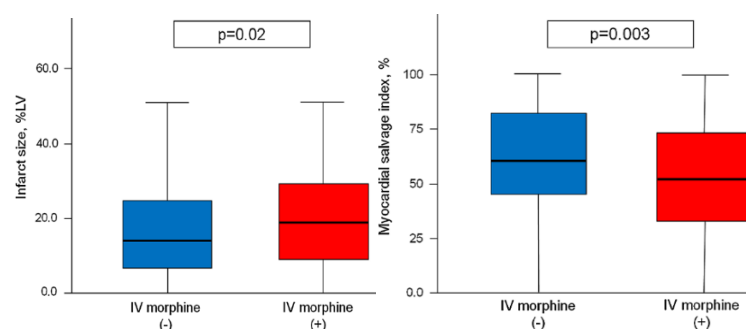 p=0.02
Infarct size, %LV
60.0
40.0
20.0
0.0
IV morphine
(-)
IV morphine
(+)
p=0.003
Myocardial salvage index, %
100
75
50
25
0
IV morphine
(-)
IV morphine
(+)